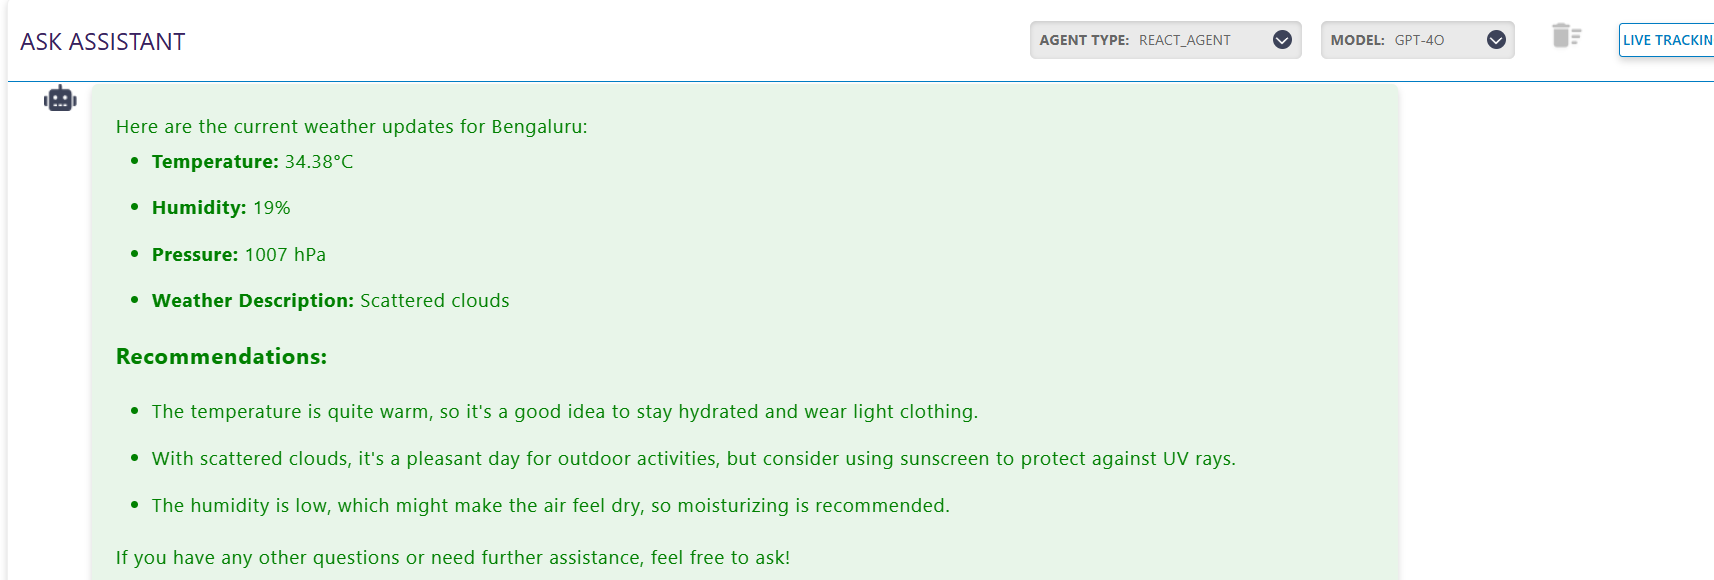 ASK ASSISTANT
AGENT TYPE: REACT_AGENT
MODEL: GPT-4O
LIVE TRACKIN
Here are the current weather updates for Bengaluru:
• Temperature: 34.38°C
• Humidity: 19%
• Pressure: 1007 hPa
• Weather Description: Scattered clouds
Recommendations:
• The temperature is quite warm, so it's a good idea to stay hydrated and wear light clothing.
• With scattered clouds, it's a pleasant day for outdoor activities, but consider using sunscreen to protect against UV rays.
• The humidity is low, which might make the air feel dry, so moisturizing is recommended.
If you have any other questions or need further assistance, feel free to ask!